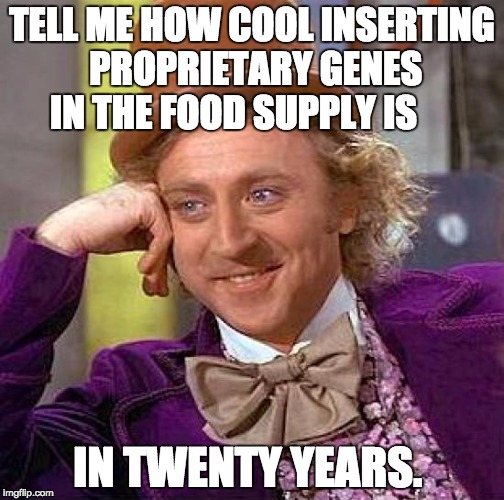 TELL ME HOW COOL INSERTING
PROPRIETARY GENES
IN THE FOOD SUPPLY IS
IN TWENTY YEARS.
imgflip.com